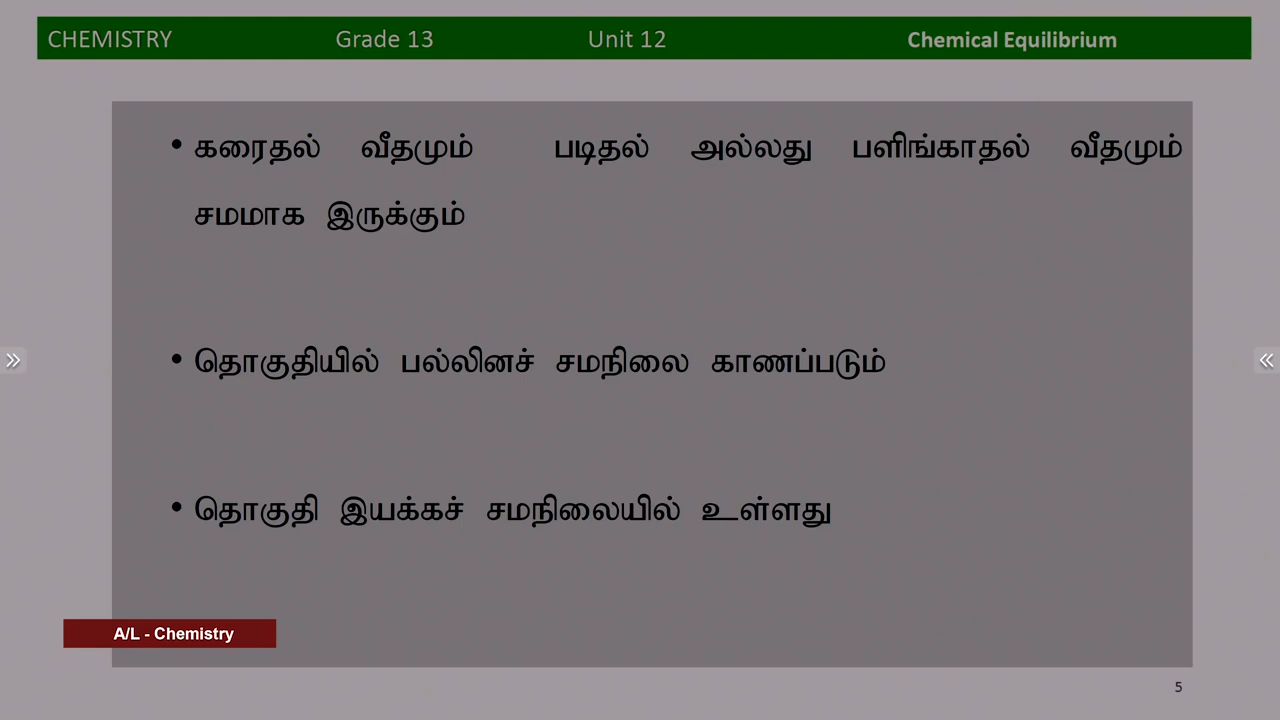 CHEMISTRY Grade 13 Unit 12 Chemical Equilibrium
• கரைதல் வீதமும் படிதல் அல்லது பளிங்காதல் வீதமும்
சமமாக இருக்கும்
• தொகுதியில் பல்லினச் சமநிலை காணப்படும்
• தொகுதி இயக்கச் சமநிலையில் உள்ளது
A/L - Chemistry
5